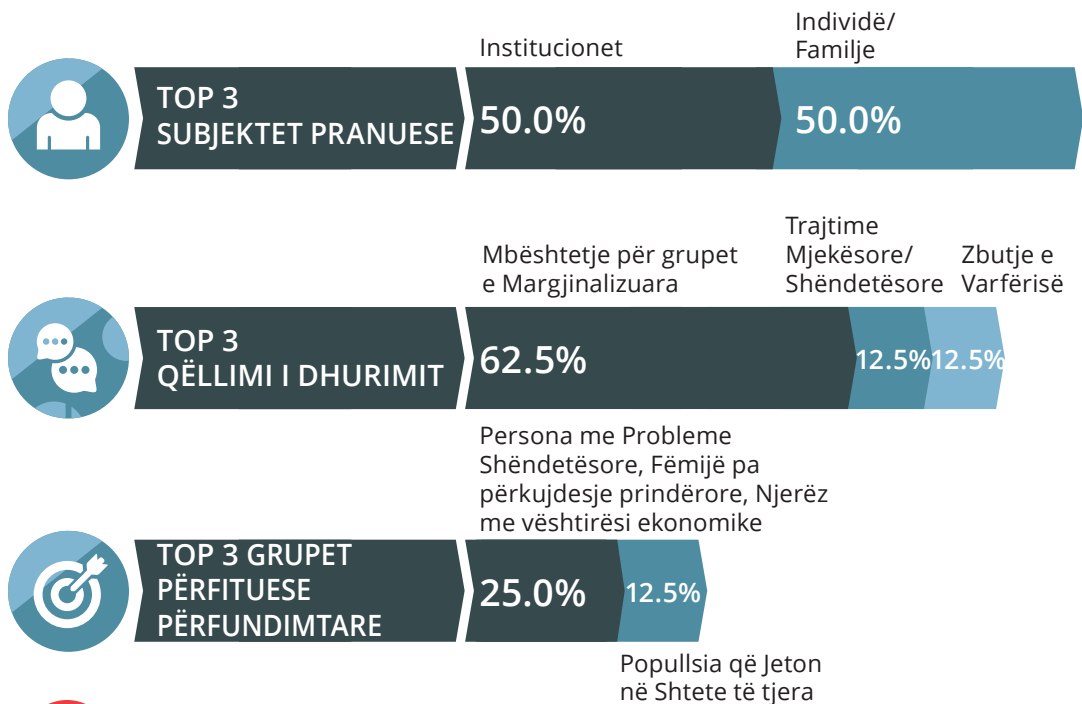 Institucionet
Individë/
Familje
TOP 3
SUBJEKTET PRANUESE
50.0%
50.0%
Mbështetje për grupet
e Margjinalizuara
Trajtime
Mjekësore/
Shëndetësore
Zbutje e
Varfërisë
TOP 3
QËLLIMI I DHURIMIT
62.5%
12.5%
12.5%
Persona me Probleme
Shëndetësore, Fëmijë pa
përkujdesje prindërore, Njerëz
me vështirësi ekonomike
TOP 3 GRUPET
PËRFITUESE
PËRFUNDIMTARE
25.0%
12.5%
Popullsia që Jeton
në Shtete të tjera